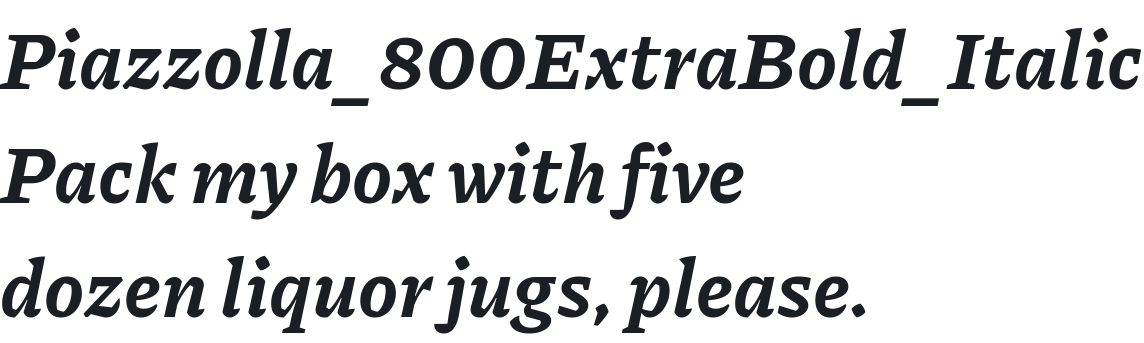 Piazzolla_800ExtraBold_Italic
Pack my box with five
dozen liquor jugs, please.